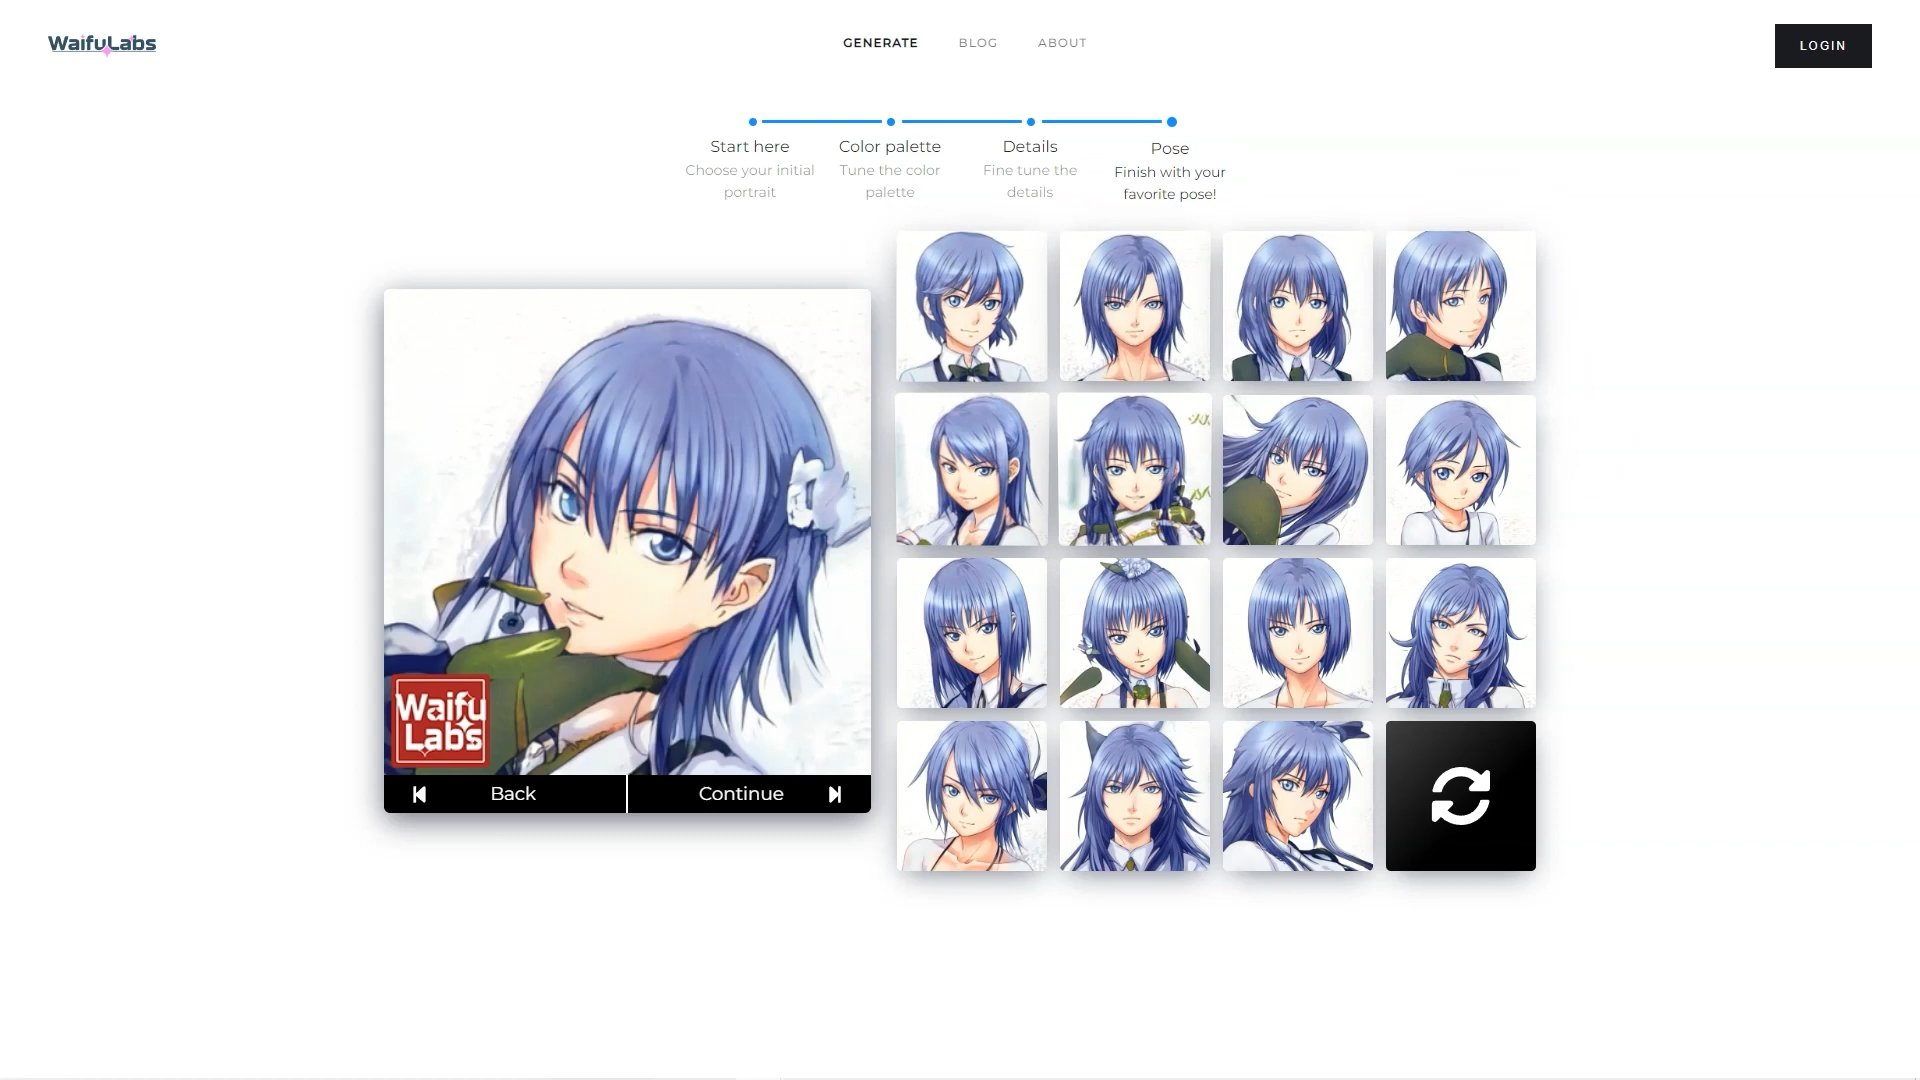 WaifuLabs
GENERATE
BLOG
ABOUT
LOGIN
Start here
Choose your initial
portrait
Color palette
Tune the color
palette
Details
Fine tune the
details
Pose
Finish with your
favorite pose!
Waifu
Labs
Back
Continue